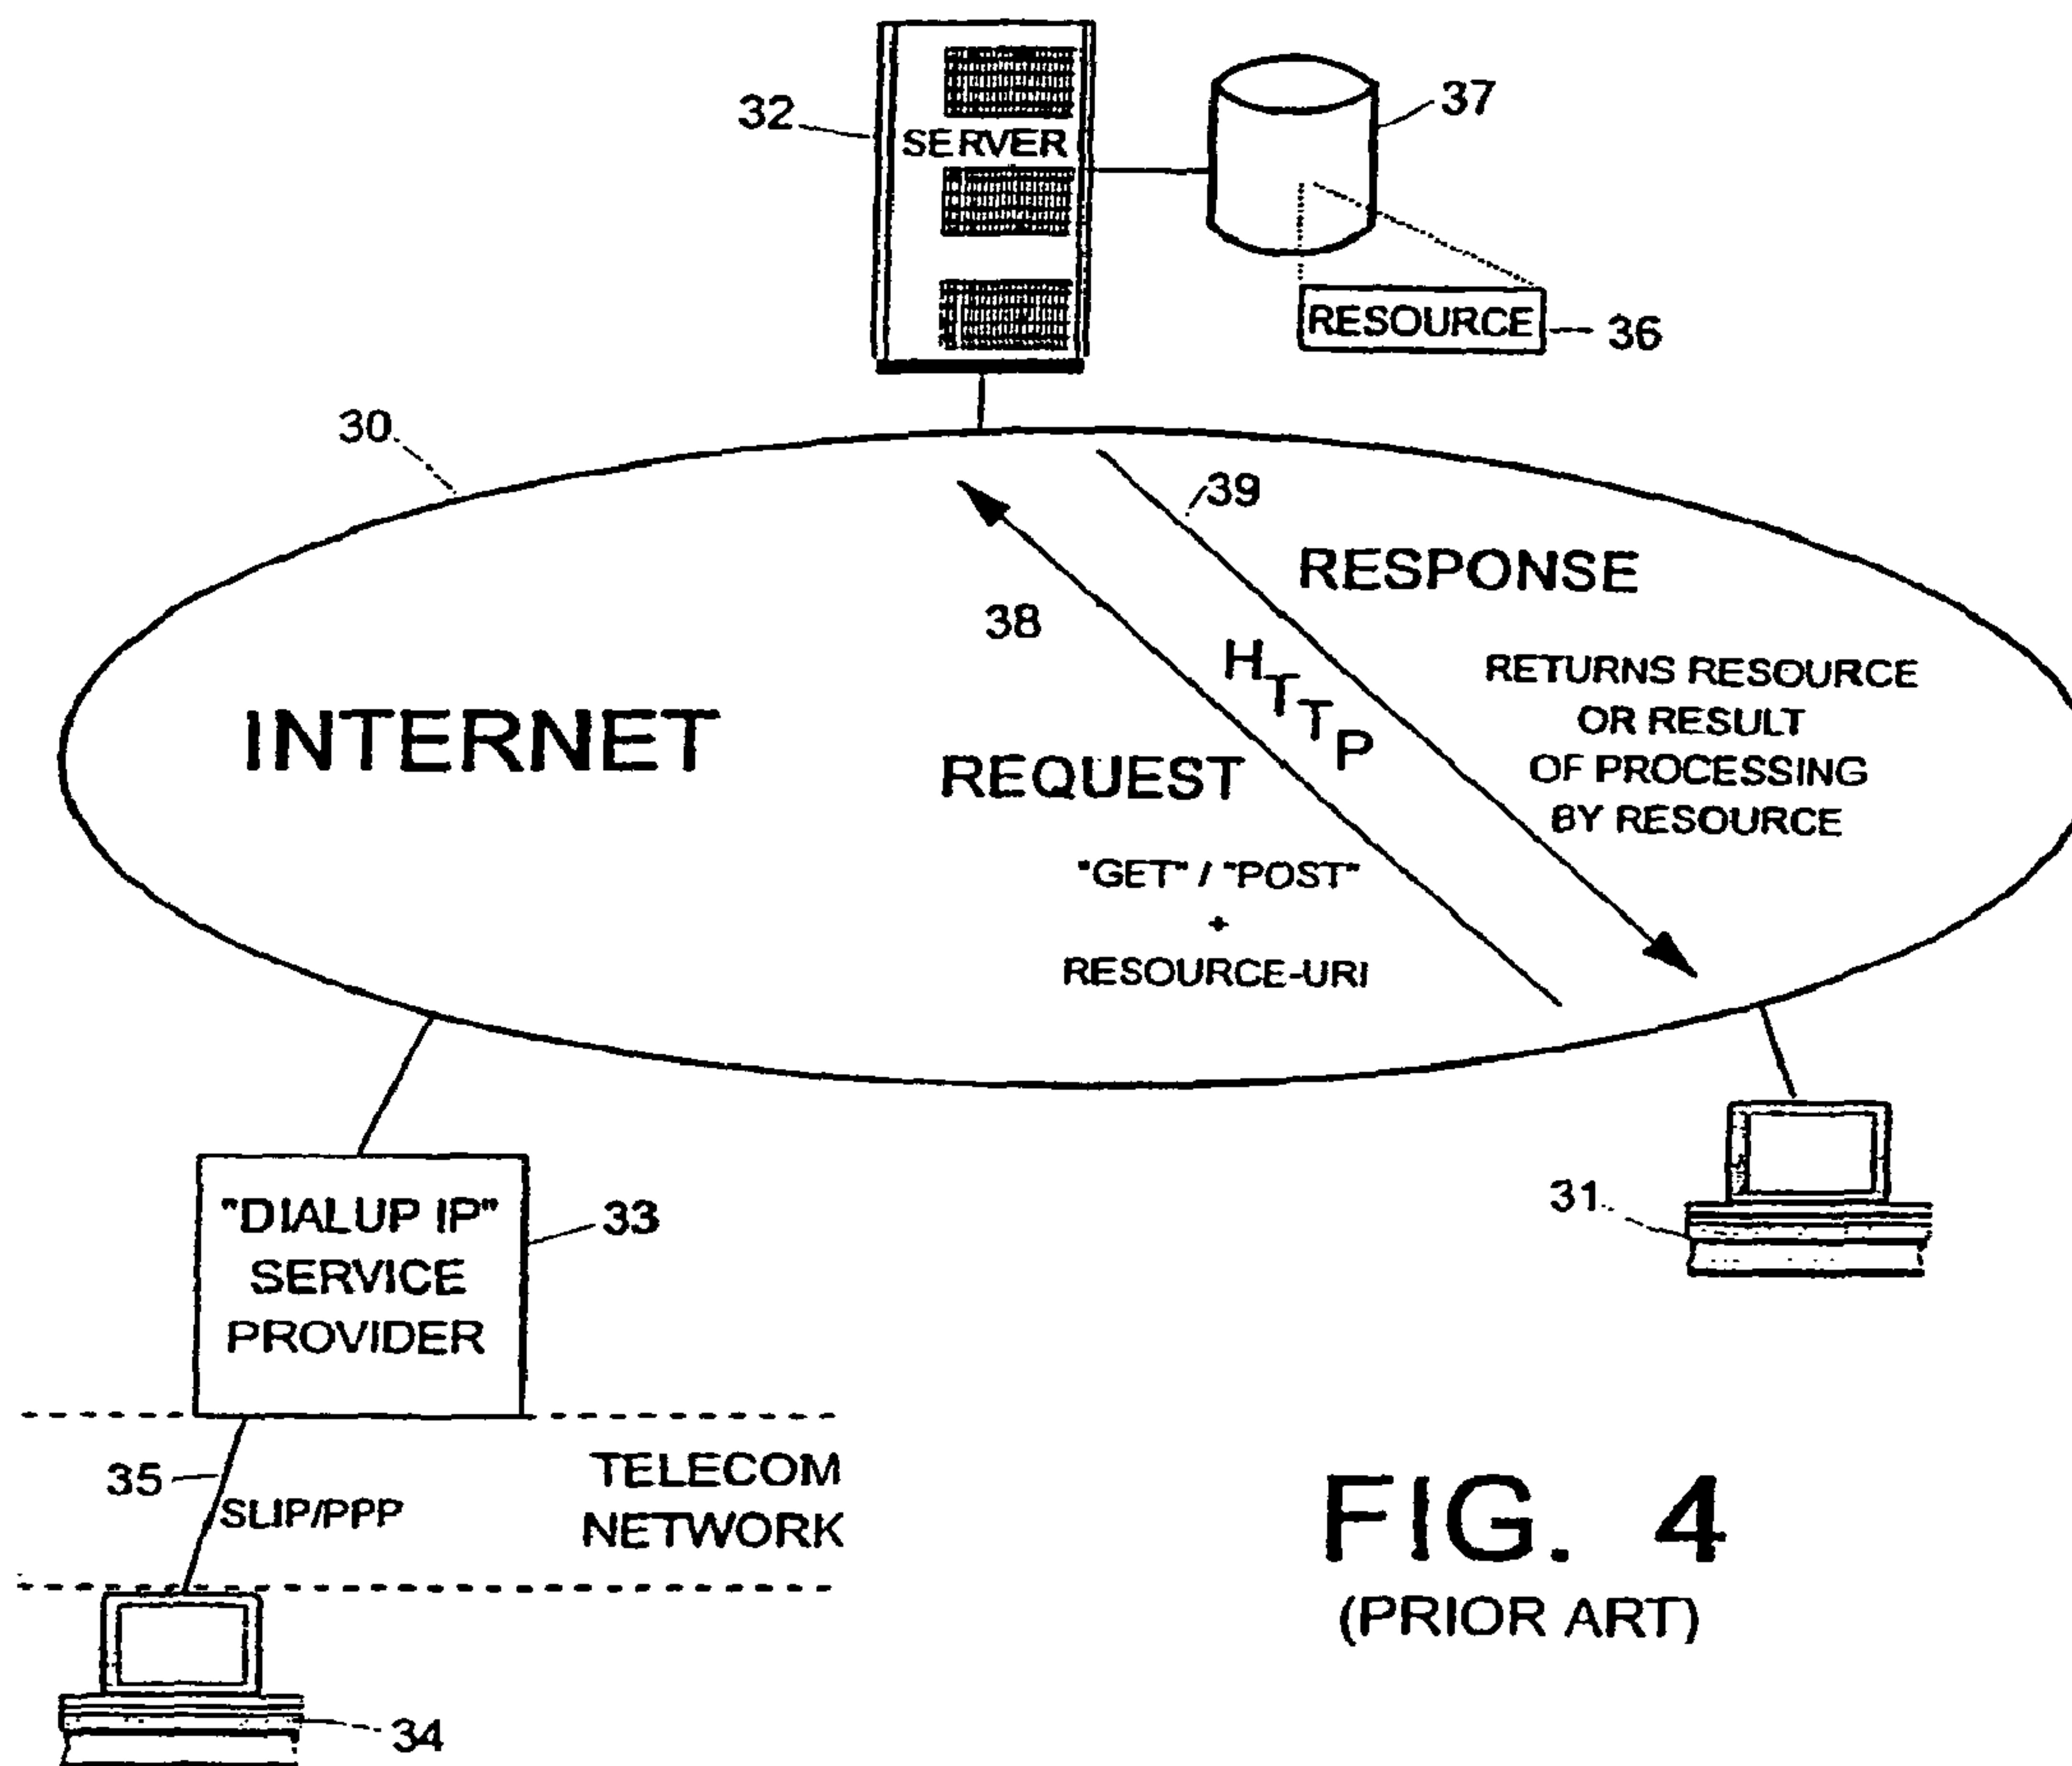 32
SERVER
37
RESOURCE
36
30
39
RESPONSE
38
HTTP
RETURNS RESOURCE
OR RESULT
OF PROCESSING
BY RESOURCE
INTERNET
REQUEST
"GET" / "POST"
+
RESOURCE-URI
"DIALUP IP"
SERVICE
PROVIDER
33
31
35
SLIP/PPP
TELECOM
NETWORK
34
FIG. 4
(PRIOR ART)